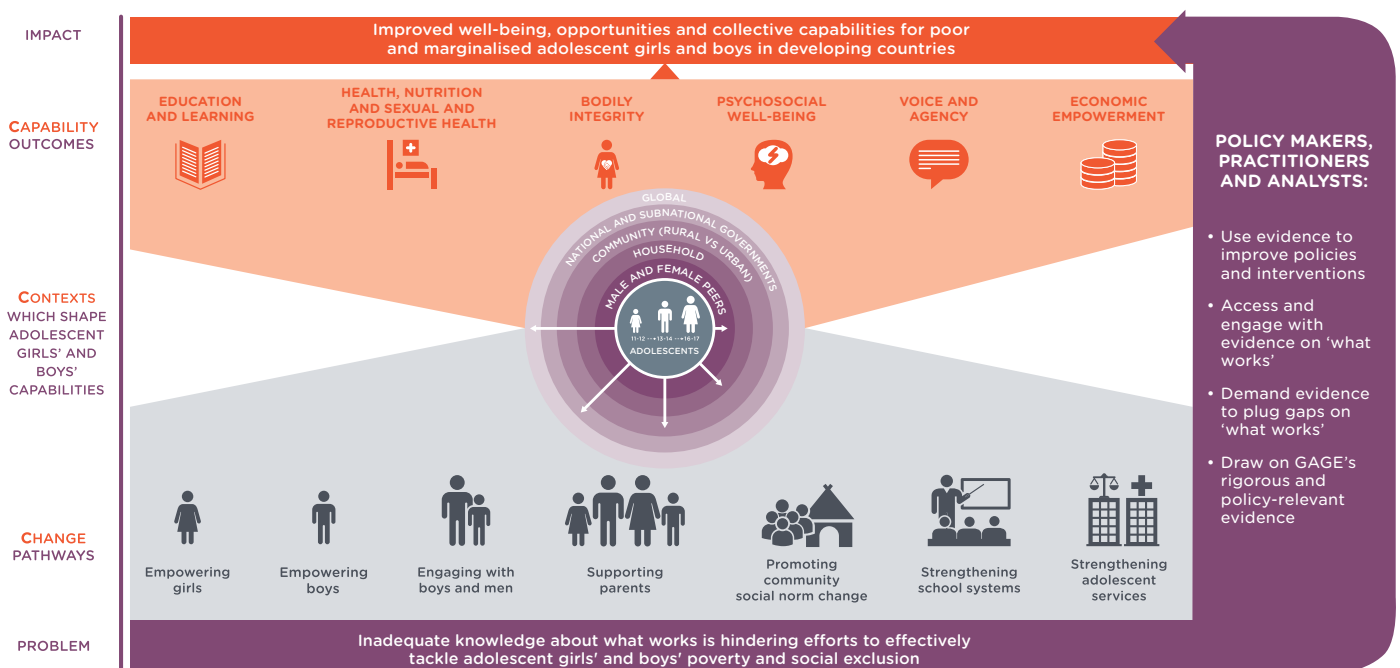 IMPACT
Improved well-being, opportunities and collective capabilities for poor
and marginalised adolescent girls and boys in developing countries
CAPABILITY
OUTCOMES
EDUCATION
AND LEARNING
HEALTH, NUTRITION
AND SEXUAL AND
REPRODUCTIVE HEALTH
BODILY
INTEGRITY
PSYCHOSOCIAL
WELL-BEING
VOICE AND
AGENCY
ECONOMIC
EMPOWERMENT
CONTEXTS
WHICH SHAPE
ADOLESCENT
GIRLS’ AND
BOYS’
CAPABILITIES
GLOBAL
NATIONAL AND SUBNATIONAL GOVERNMENTS
COMMUNITY (RURAL VS URBAN)
HOUSEHOLD
MALE AND FEMALE PEERS
11-12 --→13-14 --→16-17
ADOLESCENTS
CHANGE
PATHWAYS
Empowering
girls
Empowering
boys
Engaging with
boys and men
Supporting
parents
Promoting
community
social norm change
Strengthening
school systems
Strengthening
adolescent
services
PROBLEM
Inadequate knowledge about what works is hindering efforts to effectively
tackle adolescent girls' and boys' poverty and social exclusion
POLICY MAKERS,
PRACTITIONERS
AND ANALYSTS:
• Use evidence to
improve policies
and interventions
• Access and
engage with
evidence on ‘what
works’
• Demand evidence
to plug gaps on
‘what works’
• Draw on GAGE’s
rigorous and
policy-relevant
evidence